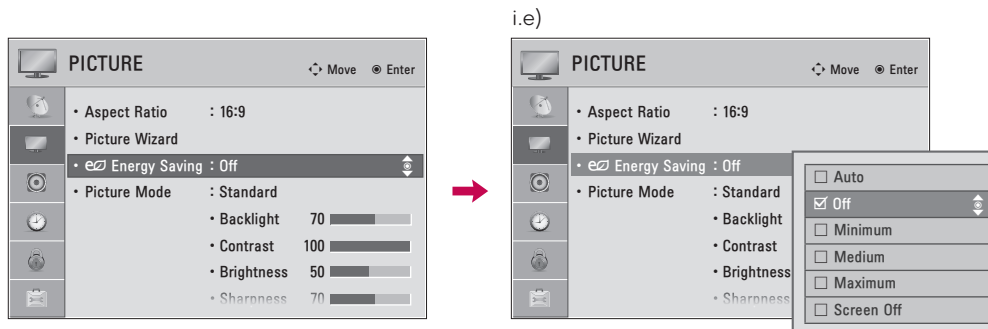 i.e)
PICTURE
Move Enter
• Aspect Ratio : 16:9
• Picture Wizard
• Energy Saving : Off
• Picture Mode : Standard
• Backlight 70
• Contrast 100
• Brightness 50
• Sharpness 70
PICTURE
Move Enter
• Aspect Ratio : 16:9
• Picture Wizard
• Energy Saving : Off
• Picture Mode : Standard
• Backlight
• Contrast
• Brightness
• Sharpness
Auto
Off
Minimum
Medium
Maximum
Screen Off